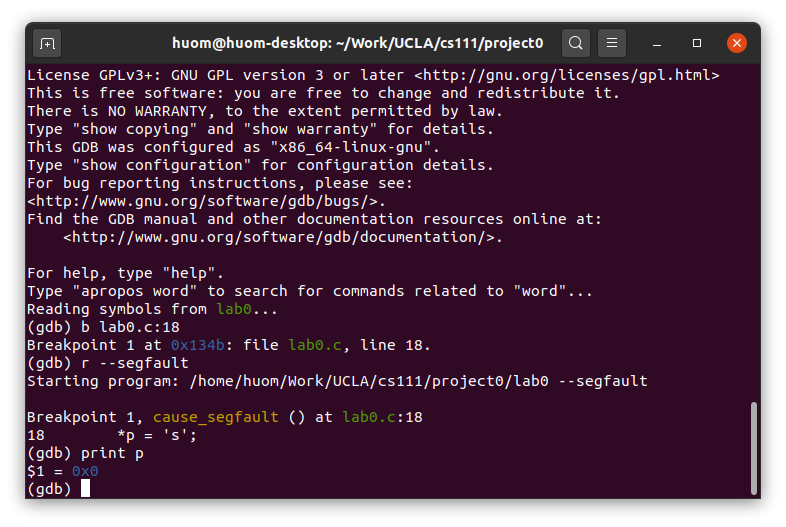 huom@huom-desktop: ~/Work/UCLA/cs111/project0
License GPLv3+: GNU GPL version 3 or later <http://gnu.org/licenses/gpl.html>
This is free software: you are free to change and redistribute it.
There is NO WARRANTY, to the extent permitted by law.
Type "show copying" and "show warranty" for details.
This GDB was configured as "x86_64-linux-gnu".
Type "show configuration" for configuration details.
For bug reporting instructions, please see:
<http://www.gnu.org/software/gdb/bugs/>.
Find the GDB manual and other documentation resources online at:
    <http://www.gnu.org/software/gdb/documentation/>.

For help, type "help".
Type "apropos word" to search for commands related to "word"...
Reading symbols from lab0...
(gdb) b lab0.c:18
Breakpoint 1 at 0x134b: file lab0.c, line 18.
(gdb) r --segfault
Starting program: /home/huom/Work/UCLA/cs111/project0/lab0 --segfault

Breakpoint 1, cause_segfault () at lab0.c:18
18        *p = 's';
(gdb) print p
$1 = 0x0
(gdb)